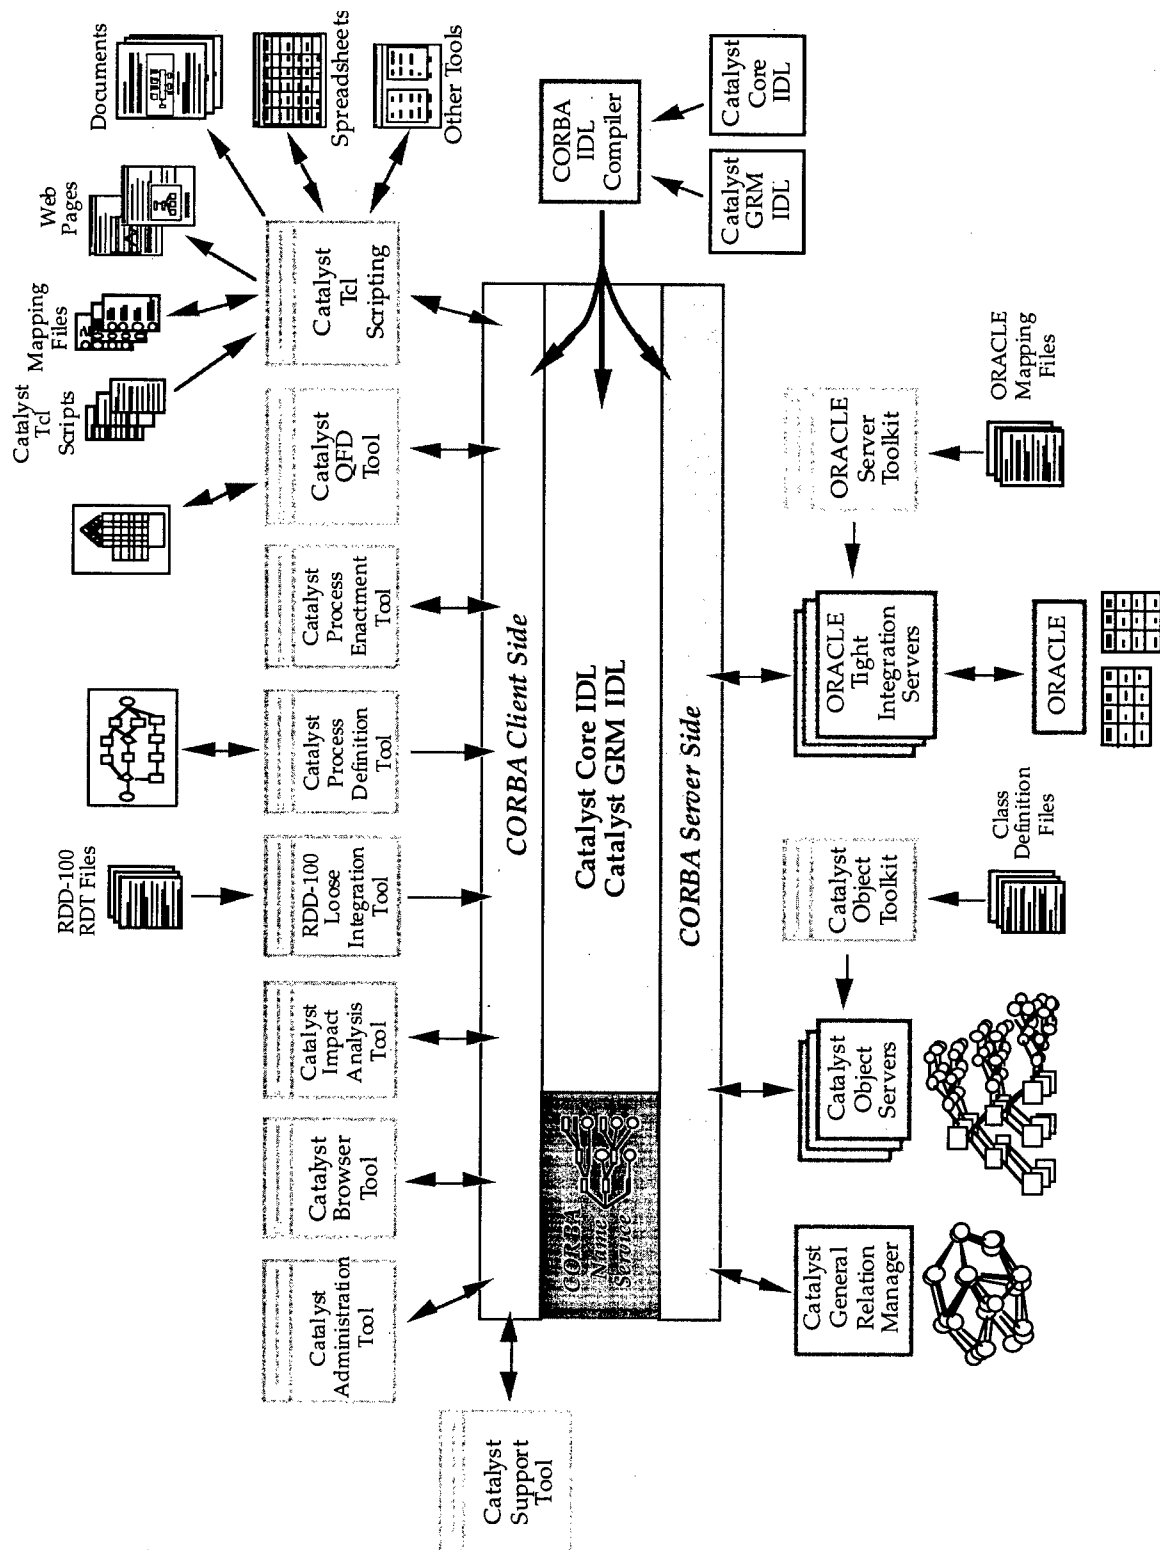 Catalyst
Tcl
Scripts
Mapping
Files
Web
Pages
Documents
Spreadsheets
Other Tools
RDD-100
RDT Files
Catalyst
Support
Tool
Catalyst
Administration
Tool
Catalyst
Browser
Tool
Catalyst
Impact
Analysis
Tool
RDD-100
Loose
Integration
Tool
Catalyst
Process
Definition
Tool
Catalyst
Process
Enactment
Tool
Catalyst
QFD
Tool
Catalyst
Tcl
Scripting
CORBA Client Side
CORBA
Name
Service
Catalyst Core IDL
Catalyst GRM IDL
CORBA Server Side
CORBA
IDL
Compiler
Catalyst
GRM
IDL
Catalyst
Core
IDL
Catalyst
General
Relation
Manager
Catalyst
Object
Servers
Catalyst
Object
Toolkit
Class
Definition
Files
ORACLE
Tight
Integration
Servers
ORACLE
ORACLE
Server
Toolkit
ORACLE
Mapping
Files